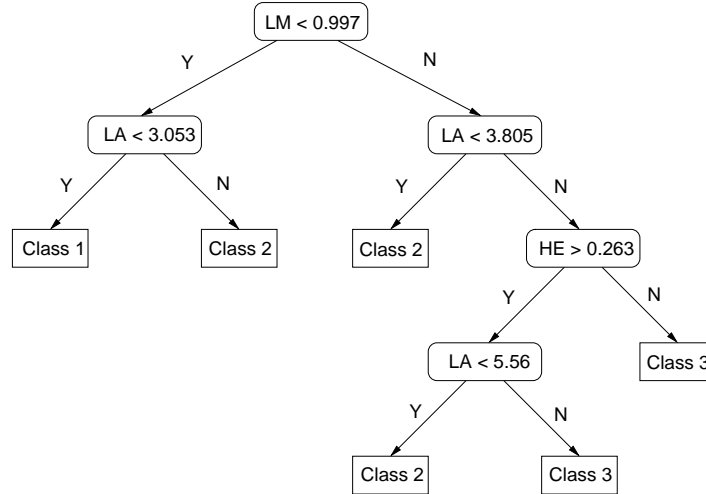 LM < 0.997
Y
N
LA < 3.053
LA < 3.805
Y
N
Y
N
Class 1
Class 2
Class 2
HE > 0.263
Y
N
LA < 5.56
Class 3
Y
N
Class 2
Class 3